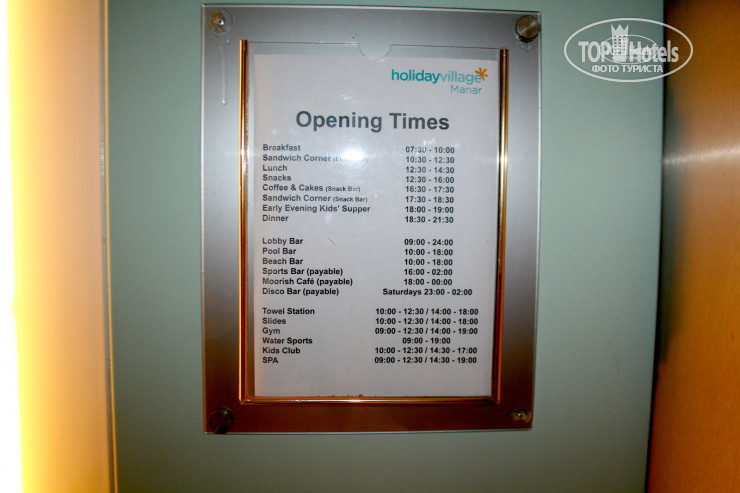 TOP Hotels
ФОТО ТУРИСТА
holidayvillage
Manar
Opening Times
Breakfast 07:30 - 10:00
Sandwich Corner 10:30 - 12:30
Lunch 12:30 - 14:30
Snacks 12:30 - 16:00
Coffee & Cakes (Snack Bar) 16:30 - 17:30
Sandwich Corner (Snack Bar) 17:30 - 18:30
Early Evening Kids' Supper 18:00 - 19:00
Dinner 18:30 - 21:30
Lobby Bar 09:00 - 24:00
Pool Bar 10:00 - 18:00
Beach Bar 10:00 - 18:00
Sports Bar (payable) 16:00 - 02:00
Moorish Café (payable) 18:00 - 00:00
Disco Bar (payable) Saturdays 23:00 - 02:00
Towel Station 10:00 - 12:30 / 14:00 - 18:00
Slides 10:00 - 12:30 / 14:00 - 18:00
Gym 09:00 - 12:30 / 14:00 - 19:00
Water Sports 09:00 - 19:00
Kids Club 10:00 - 12:30 / 14:30 - 17:00
SPA 09:00 - 12:30 / 14:30 - 19:00